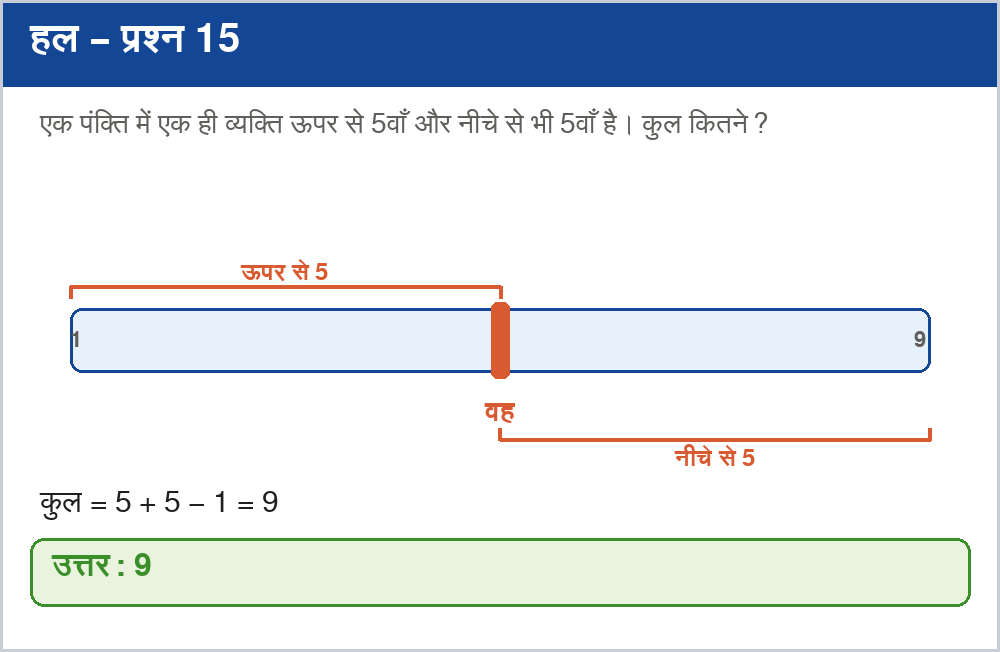 हल – प्रश्न 15
एक पंक्ति में एक ही व्यक्ति ऊपर से 5वाँ और नीचे से भी 5वाँ है। कुल कितने?
ऊपर से 5
1
9
वह
नीचे से 5
कुल = 5 + 5 – 1 = 9
उत्तर: 9